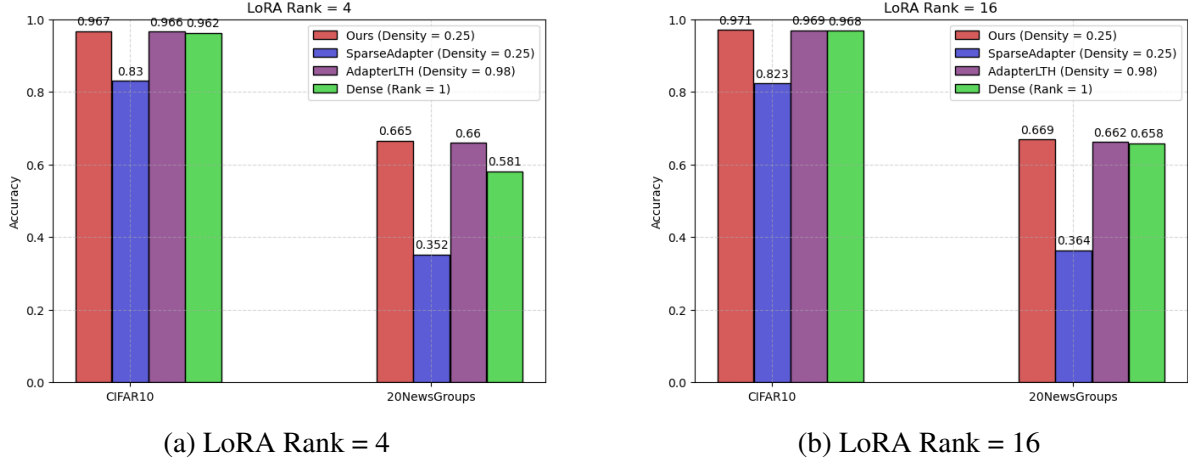 LoRA Rank = 4
1.0
0.8
0.6
0.4
0.2
0.0
Accuracy
0.967
0.83
0.966
0.962
0.665
0.352
0.66
0.581
Ours (Density = 0.25)
SparseAdapter (Density = 0.25)
AdapterLTH (Density = 0.98)
Dense (Rank = 1)
CIFAR10
20NewsGroups
(a) LoRA Rank = 4
LoRA Rank = 16
1.0
0.8
0.6
0.4
0.2
0.0
Accuracy
0.971
0.823
0.969
0.968
0.669
0.364
0.662
0.658
Ours (Density = 0.25)
SparseAdapter (Density = 0.25)
AdapterLTH (Density = 0.98)
Dense (Rank = 1)
CIFAR10
20NewsGroups
(b) LoRA Rank = 16